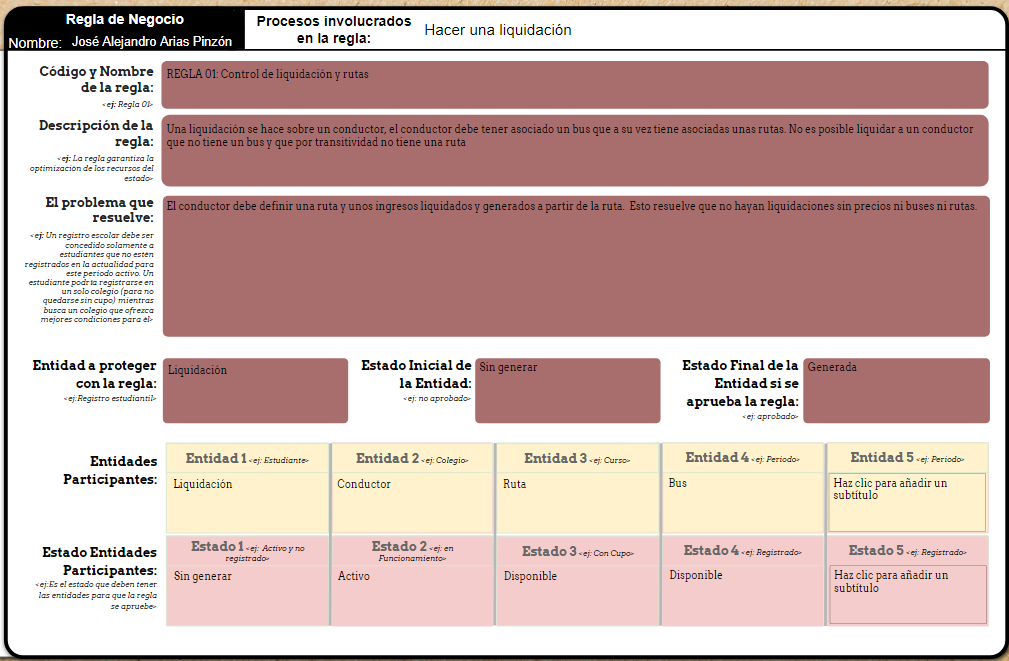 Regla de Negocio
Nombre: José Alejandro Arias Pinzón
Procesos involucrados
en la regla:
Hacer una liquidación
Código y Nombre
de la regla:
<ej: Regla 01>
REGLA 01: Control de liquidación y rutas
Descripción de la
regla:
<ej: La regla garantiza la
optimización de los recursos del
estado>
Una liquidación se hace sobre un conductor, el conductor debe tener asociado un bus que a su vez tiene asociadas unas rutas. No es posible liquidar a un conductor
que no tiene un bus y que por transitividad no tiene una ruta
El problema que
resuelve:
<ej: Un registro escolar debe ser
concedido solamente a
estudiantes que no estén
registrados en la actualidad para
este periodo activo. Un
estudiante podría registrarse en
un solo colegio (para no
quedarse sin cupo) mientras
busca un colegio que ofrezca
mejores condiciones para él>
El conductor debe definir una ruta y unos ingresos liquidados y generados a partir de la ruta. Esto resuelve que no hayan liquidaciones sin precios ni buses ni rutas.
Entidad a proteger
con la regla:
<ej:Registro estudiantil>
Liquidación
Estado Inicial de
la Entidad:
<ej: no aprobado>
Sin generar
Estado Final de la
Entidad si se
aprueba la regla:
<ej: aprobado>
Generada
Entidades
Participantes:
Entidad 1 <ej: Estudiante>
Entidad 2 <ej: Colegio>
Entidad 3 <ej: Curso>
Entidad 4 <ej: Periodo>
Entidad 5 <ej: Periodo>
Liquidación
Conductor
Ruta
Bus
Haz clic para añadir un
subtítulo
Estado Entidades
Participantes:
<ej:Es el estado que deben tener
las entidades para que la regla
se apruebe>
Estado 1 <ej: Activo y no
registrado>
Estado 2 <ej: en
Funcionamiento>
Estado 3 <ej: Con Cupo>
Estado 4 <ej: Registrado>
Estado 5 <ej: Registrado>
Sin generar
Activo
Disponible
Disponible
Haz clic para añadir un
subtítulo